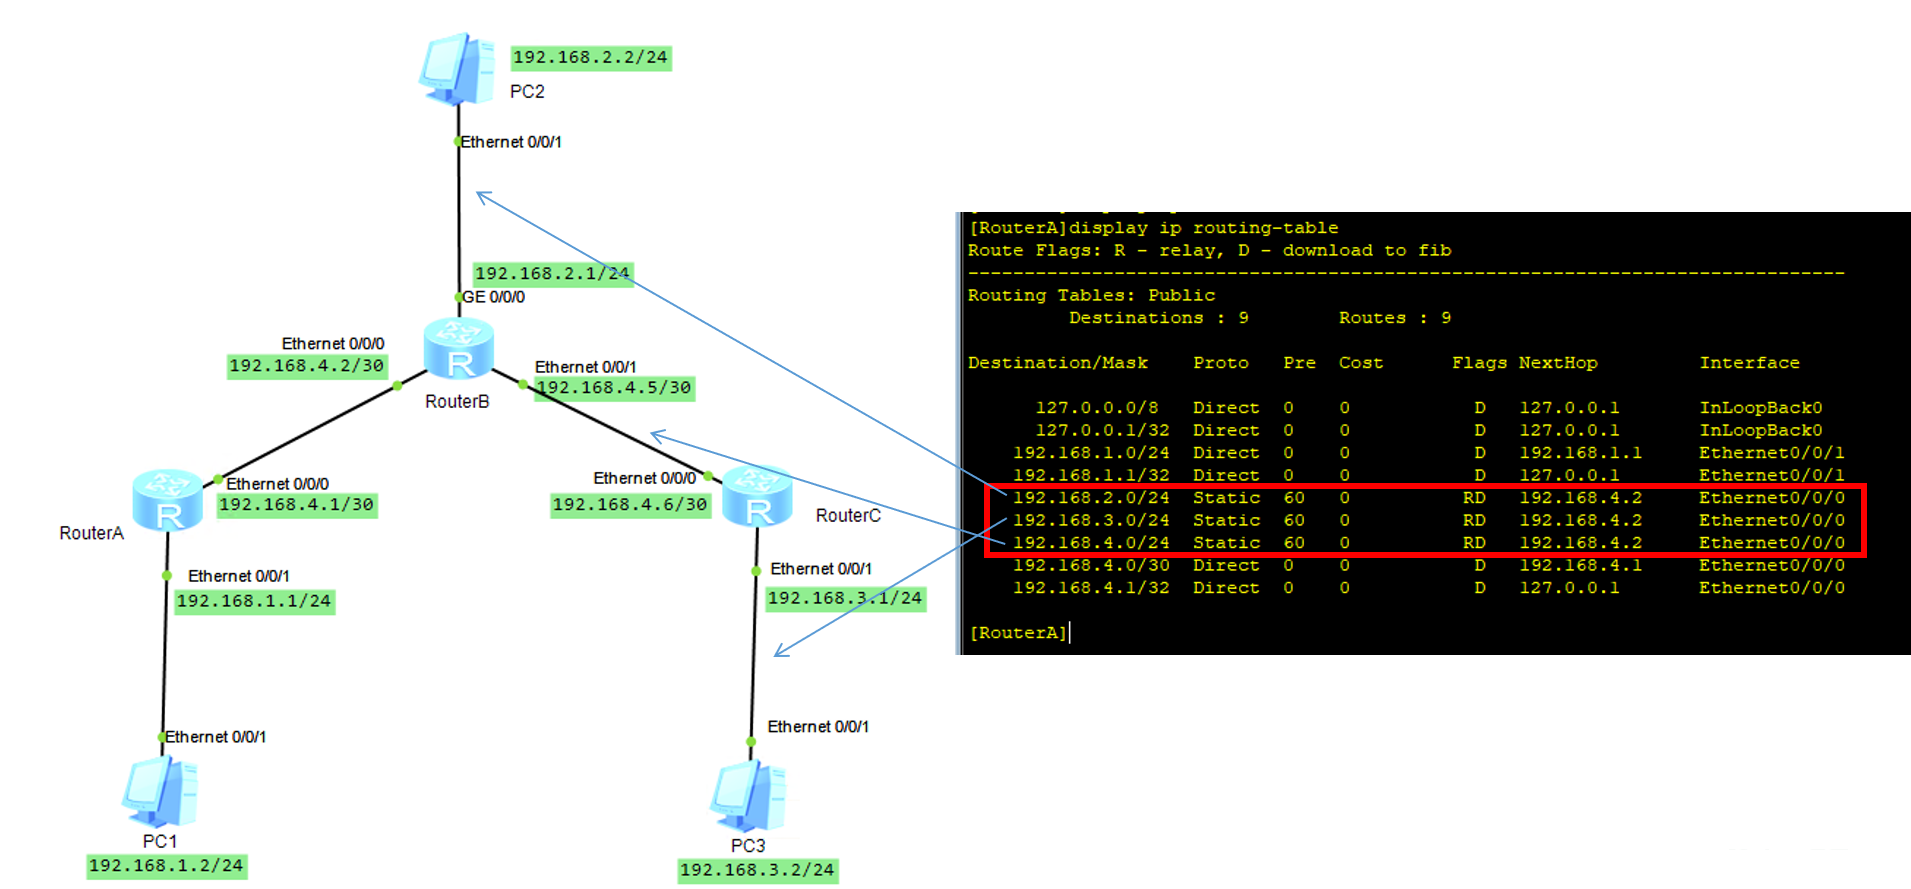 192.168.2.2/24
PC2
Ethernet 0/0/1
192.168.2.1/24
GE 0/0/0
Ethernet 0/0/0
192.168.4.2/30
Ethernet 0/0/1
192.168.4.5/30
RouterB
Ethernet 0/0/0
192.168.4.1/30
RouterA
Ethernet 0/0/0
192.168.4.6/30
RouterC
Ethernet 0/0/1
192.168.1.1/24
Ethernet 0/0/1
192.168.3.1/24
Ethernet 0/0/1
PC1
192.168.1.2/24
Ethernet 0/0/1
PC3
192.168.3.2/24
[RouterA]display ip routing-table
Route Flags: R - relay, D - download to fib
------------------------------------------------------------------------------
Routing Tables: Public
Destinations : 9 Routes : 9
Destination/Mask Proto Pre Cost Flags NextHop Interface
127.0.0.0/8 Direct 0 0 D 127.0.0.1 InLoopBack0
127.0.0.1/32 Direct 0 0 D 127.0.0.1 InLoopBack0
192.168.1.0/24 Direct 0 0 D 192.168.1.1 Ethernet0/0/1
192.168.1.1/32 Direct 0 0 D 127.0.0.1 Ethernet0/0/1
192.168.2.0/24 Static 60 0 RD 192.168.4.2 Ethernet0/0/0
192.168.3.0/24 Static 60 0 RD 192.168.4.2 Ethernet0/0/0
192.168.4.0/24 Static 60 0 RD 192.168.4.2 Ethernet0/0/0
192.168.4.0/30 Direct 0 0 D 192.168.4.1 Ethernet0/0/0
192.168.4.1/32 Direct 0 0 D 127.0.0.1 Ethernet0/0/0
[RouterA]